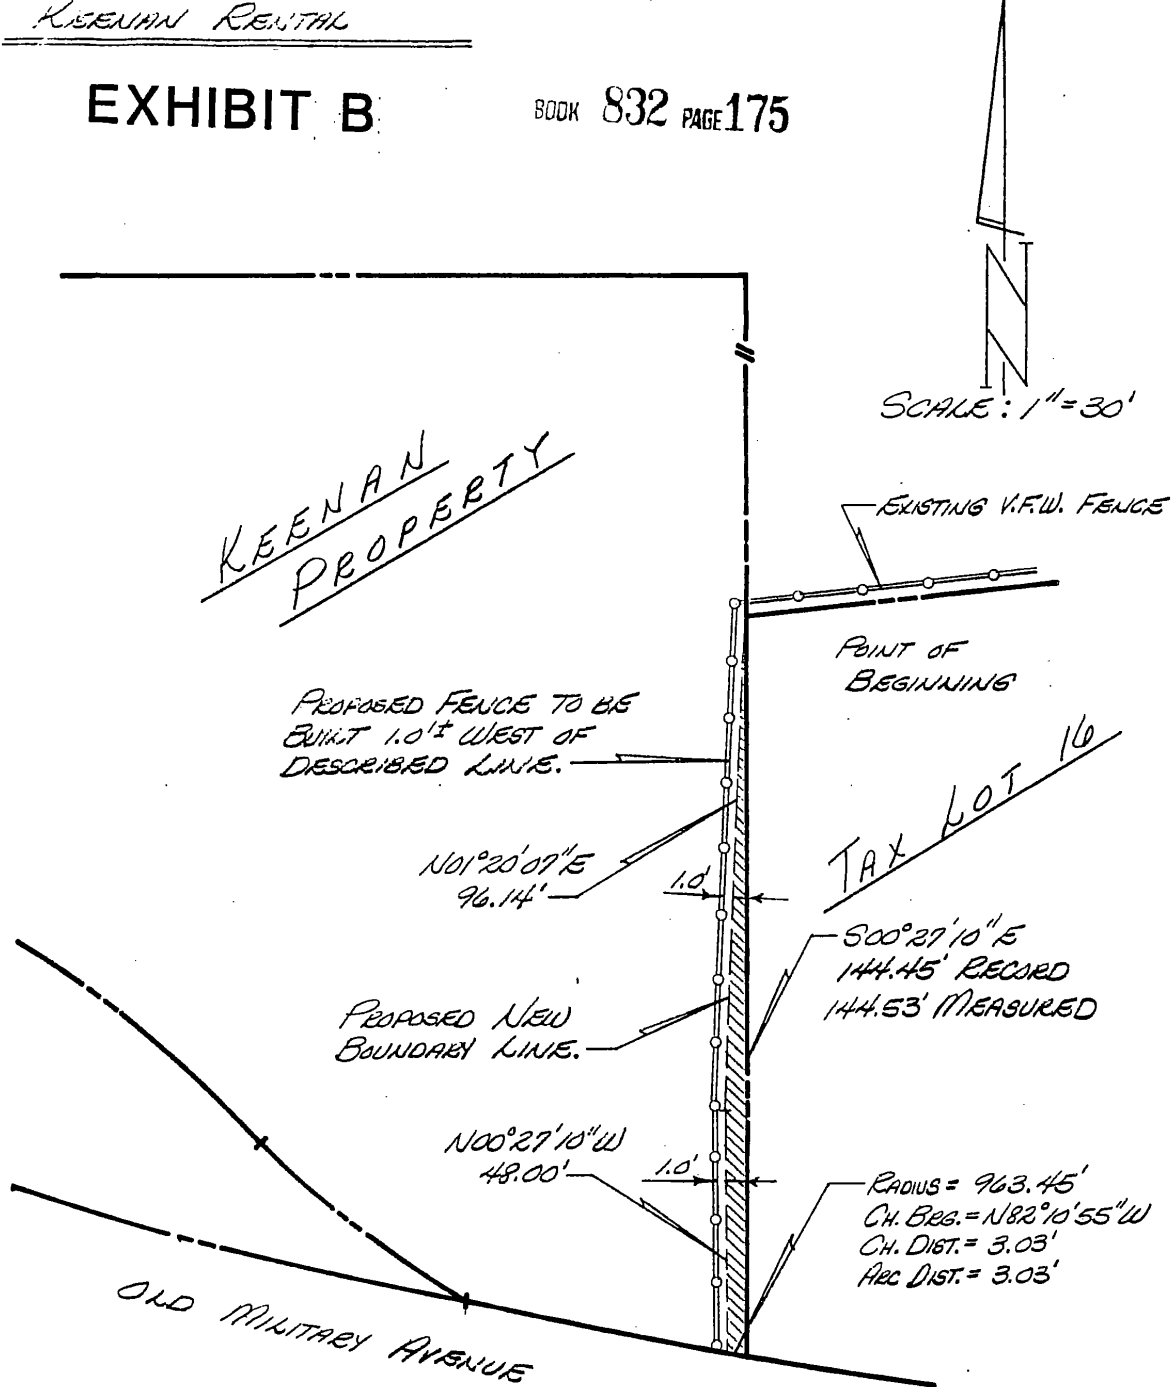 KEENAN RENTAL
EXHIBIT B
BOOK 832 PAGE 175
N
SCALE: 1"=30'
KEENAN
PROPERTY
EXISTING V.F.W. FENCE
POINT OF
BEGINNING
PROPOSED FENCE TO BE
BUILT 1.0'± WEST OF
DESCRIBED LINE.
TAX LOT 16
N01°20'07"E
96.14'
1.0'
S00°27'10"E
144.45' RECORD
144.53' MEASURED
PROPOSED NEW
BOUNDARY LINE.
N00°27'10"W
48.00'
1.0'
RADIUS = 963.45'
CH. BRG. = N82°10'55"W
CH. DIST. = 3.03'
ARC DIST. = 3.03'
OLD MILITARY AVENUE